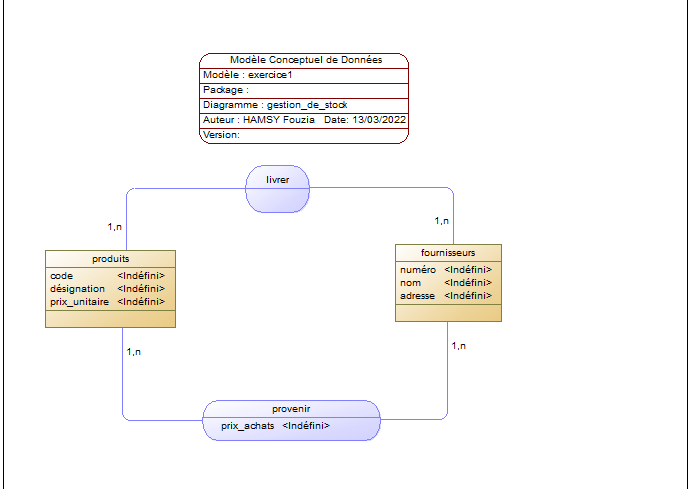 Modèle Conceptuel de Données
Modèle : exercice1
Package :
Diagramme : gestion_de_stock
Auteur : HAMSY Fouzia Date: 13/03/2022
Version:
livrer
1,n
1,n
produits
code <Indéfini>
désignation <Indéfini>
prix_unitaire <Indéfini>
fournisseurs
numéro <Indéfini>
nom <Indéfini>
adresse <Indéfini>
1,n
1,n
provenir
prix_achats <Indéfini>